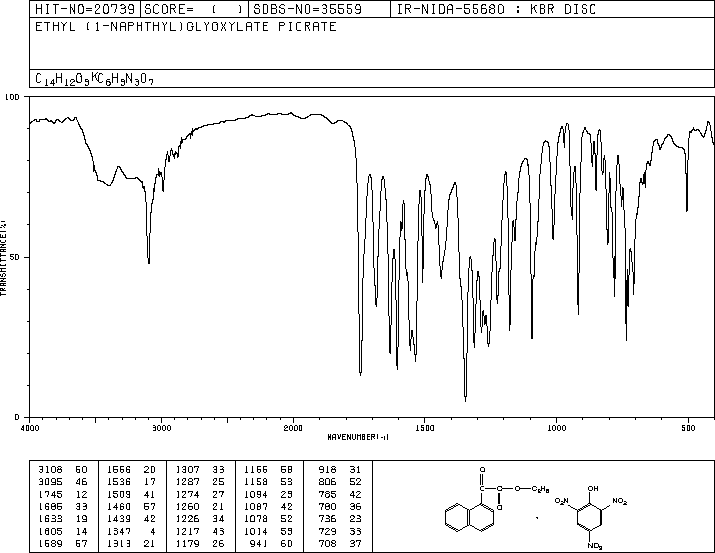 HIT-NO=20739 SCORE= ( ) SDBS-NO=35559 IR-NIDA-55680 : KBR DISC
ETHYL (1-NAPHTHYL)GLYOXYLATE PICRATE
C14H12O3KC6H3N3O7
100
50
0
TRANSMITTANCE(%)
4000 3000 2000 1500 1000 500
WAVENUMBER(-1)
3108 60 1566 20 1307 33 1166 58 918 31
3095 46 1536 17 1287 25 1158 53 806 52
1745 12 1509 41 1274 27 1094 23 785 42
1685 33 1460 57 1260 21 1087 42 780 36
1633 19 1439 42 1226 34 1078 52 736 23
1605 14 1347 4 1217 43 1014 53 729 33
1589 57 1313 21 1179 26 941 60 708 37
O
C C O C2H5
O
OH
O2N NO2
NO2